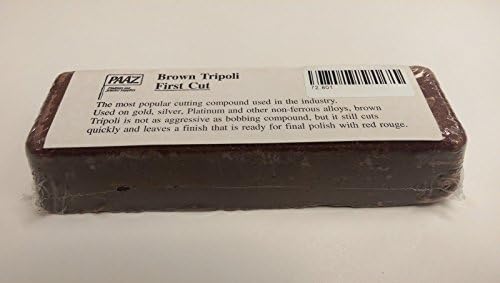 PAAZ
Brown Tripoli
First Cut
72 601
The most popular cutting compound used in the industry.
Used on gold, silver, Platinum and other non-ferrous alloys, brown
Tripoli is not as aggressive as bobbing compound, but it still cuts
quickly and leaves a finish that is ready for final polish with red rouge.